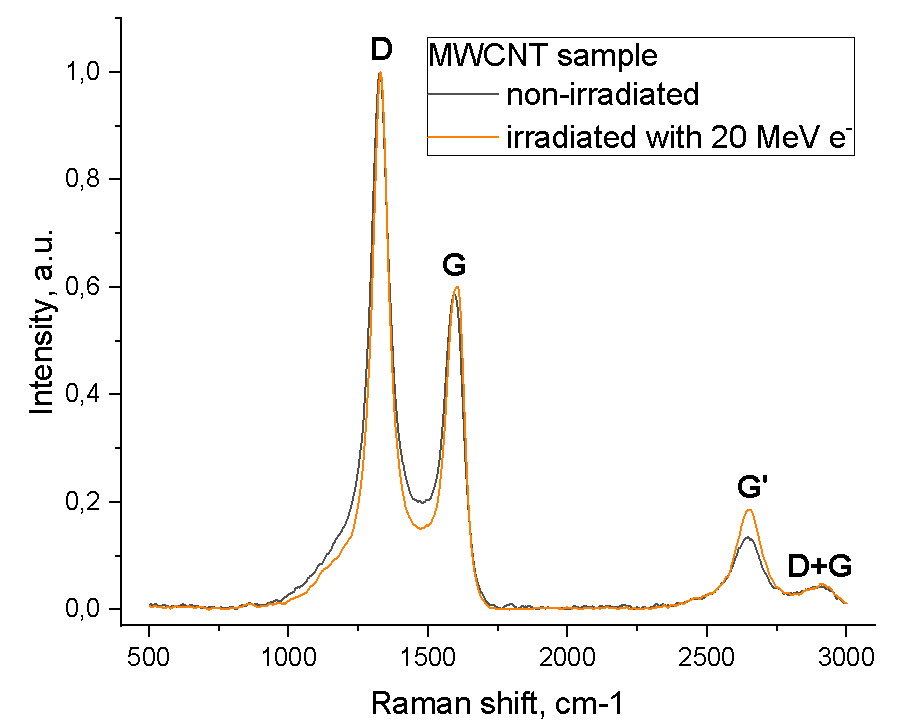 D
MWCNT sample
non-irradiated
irradiated with 20 MeV e-
1,0
0,8
G
0,6
Intensity, a.u.
0,4
G'
0,2
D+G
0,0
500 1000 1500 2000 2500 3000
Raman shift, cm-1